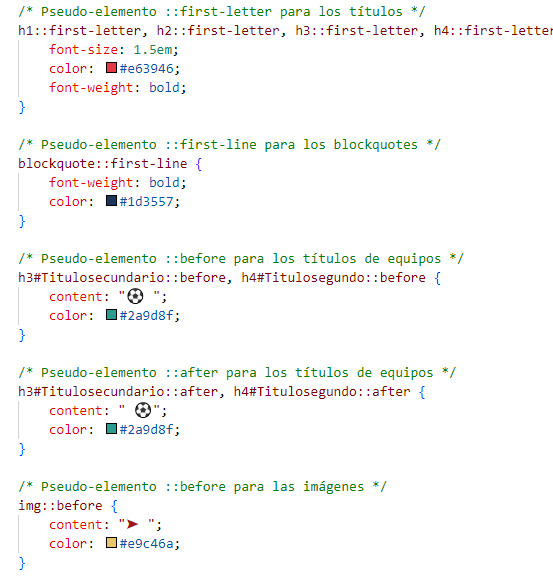 /* Pseudo-elemento ::first-letter para los títulos */
h1::first-letter, h2::first-letter, h3::first-letter, h4::first-letter
font-size: 1.5em;
color: #e63946;
font-weight: bold;
}
/* Pseudo-elemento ::first-line para los blockquotes */
blockquote::first-line {
font-weight: bold;
color: #1d3557;
}
/* Pseudo-elemento ::before para los títulos de equipos */
h3#Titulosecundario::before, h4#Titulosegundo::before {
content: "⚽ ";
color: #2a9d8f;
}
/* Pseudo-elemento ::after para los títulos de equipos */
h3#Titulosecundario::after, h4#Titulosegundo::after {
content: " ⚽";
color: #2a9d8f;
}
/* Pseudo-elemento ::before para las imágenes */
img::before {
content: "➤ ";
color: #e9c46a;
}